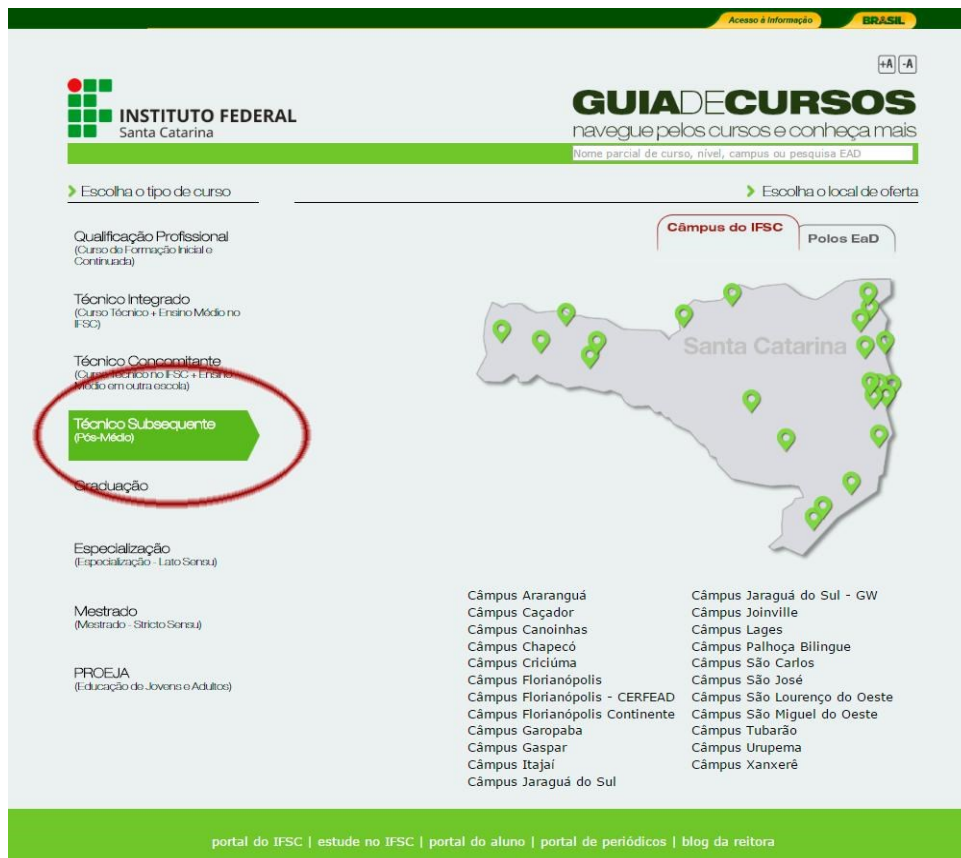 Acesso à Informação
BRASIL
+A -A
INSTITUTO FEDERAL
Santa Catarina
GUIADECURSOS
navegue pelos cursos e conheça mais
Nome parcial de curso, nível, campus ou pesquisa EAD
Escolha o tipo de curso
Escolha o local de oferta
Qualificação Profissional
(Curso de Formação Inicial e
Continuada)
Técnico Integrado
(Curso Técnico + Ensino Médio no
IFSC)
Técnico Concomitante
(Curso Técnico no IFSC + Ensino
Médio em outra escola)
Técnico Subsequente
(Pós-Médio)
Graduação
Especialização
(Especialização - Lato Sensu)
Mestrado
(Mestrado - Stricto Sensu)
PROEJA
(Educação de Jovens e Adultos)
Câmpus do IFSC
Polos EaD
Santa Catarina
Câmpus Araranguá
Câmpus Caçador
Câmpus Canoinhas
Câmpus Chapecó
Câmpus Criciúma
Câmpus Florianópolis
Câmpus Florianópolis - CERFEAD
Câmpus Florianópolis Continente
Câmpus Garopaba
Câmpus Gaspar
Câmpus Itajaí
Câmpus Jaraguá do Sul
Câmpus Jaraguá do Sul - GW
Câmpus Joinville
Câmpus Lages
Câmpus Palhoça Bilingue
Câmpus São Carlos
Câmpus São José
Câmpus São Lourenço do Oeste
Câmpus São Miguel do Oeste
Câmpus Tubarão
Câmpus Urupema
Câmpus Xanxerê
portal do IFSC | estude no IFSC | portal do aluno | portal de periódicos | blog da reitora